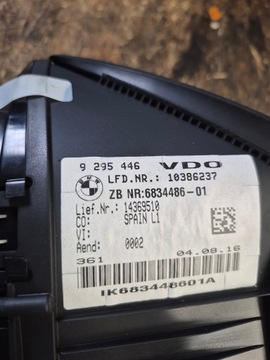 9 295 446 VDO
LFD.NR.: 10386237
ZB NR:6834486-01
Lief.Nr.: 14369510
CO: SPAIN L1
VI:
Aend: 0002
361 04.08.16
IK683448601A